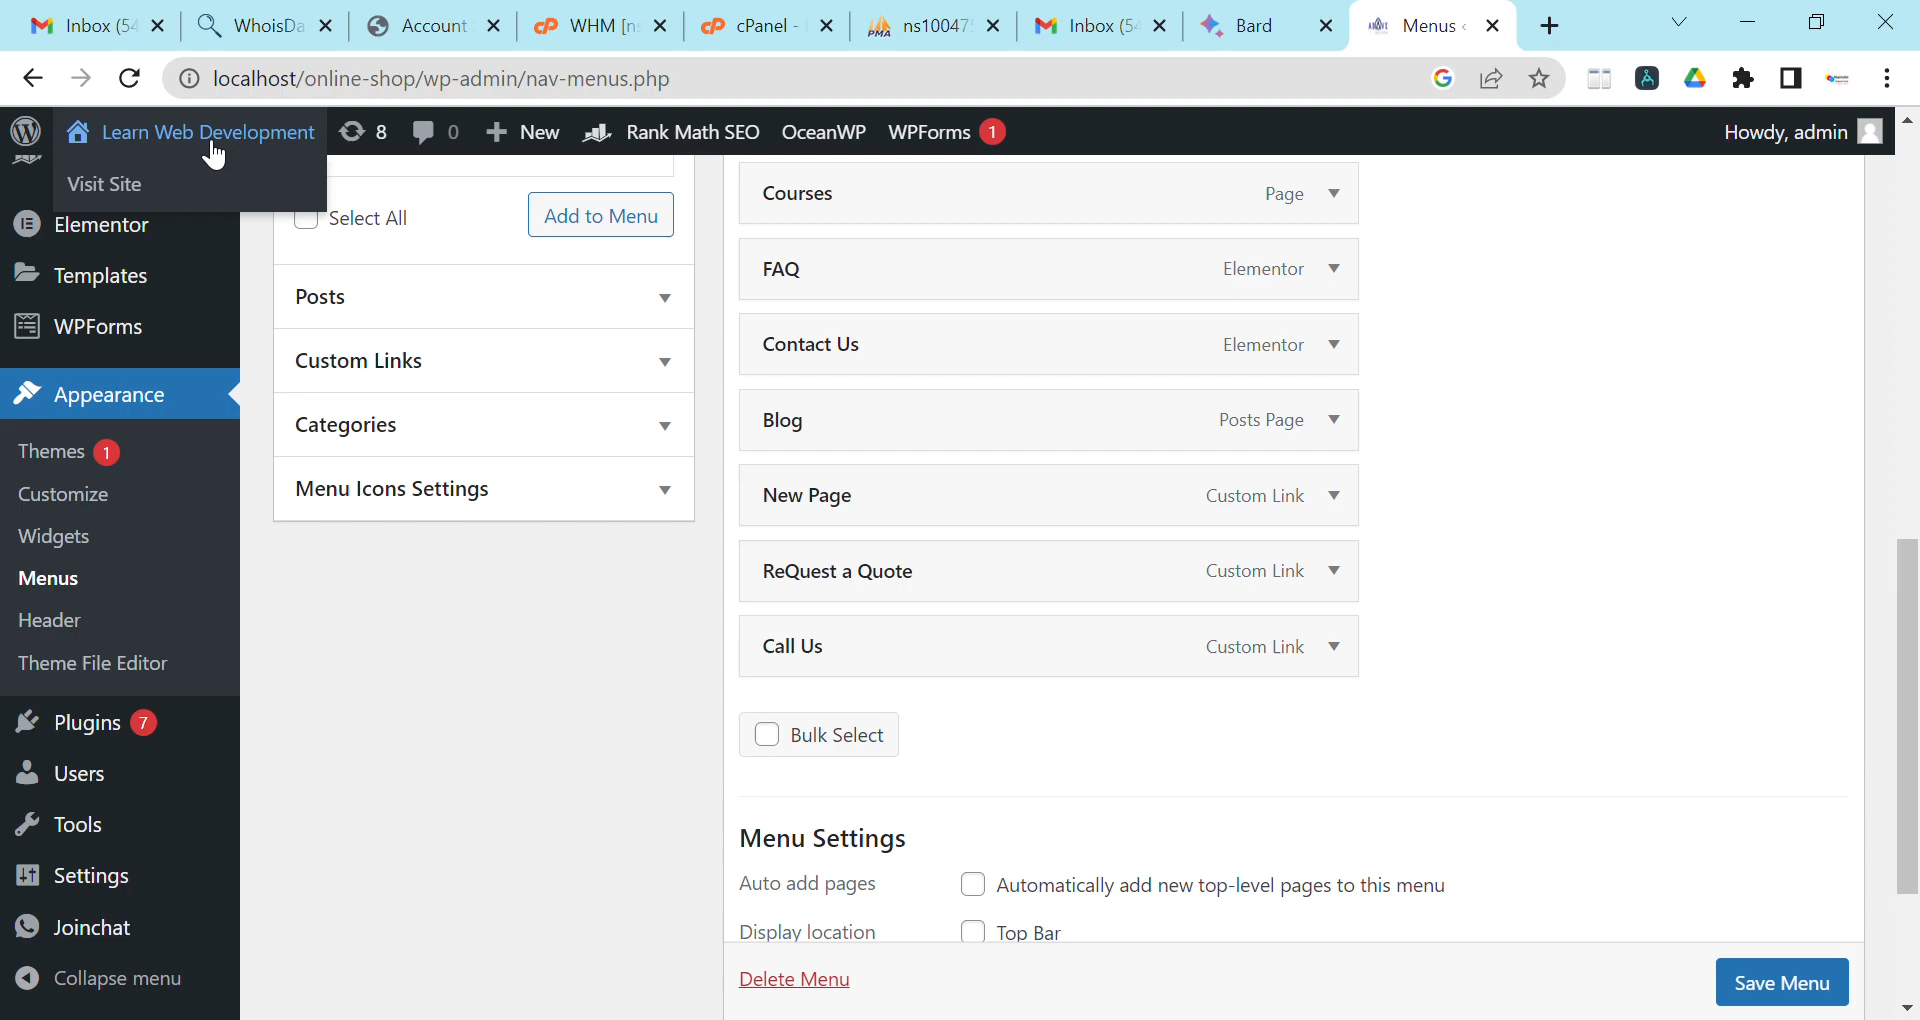 Inbox (54
WhoisDa
Account
WHM [n
cPanel -
ns10047
Inbox (54
Bard
Menus ‹
localhost/online-shop/wp-admin/nav-menus.php
Learn Web Development
8
0
New
Rank Math SEO
OceanWP
WPForms 1
Howdy, admin
Visit Site
Elementor
Templates
WPForms
Appearance
Themes 1
Customize
Widgets
Menus
Header
Theme File Editor
Plugins 7
Users
Tools
Settings
Joinchat
Collapse menu
Select All
Add to Menu
Posts
Custom Links
Categories
Menu Icons Settings
Courses Page
FAQ Elementor
Contact Us Elementor
Blog Posts Page
New Page Custom Link
ReQuest a Quote Custom Link
Call Us Custom Link
Bulk Select
Menu Settings
Auto add pages Automatically add new top-level pages to this menu
Display location Top Bar
Delete Menu
Save Menu